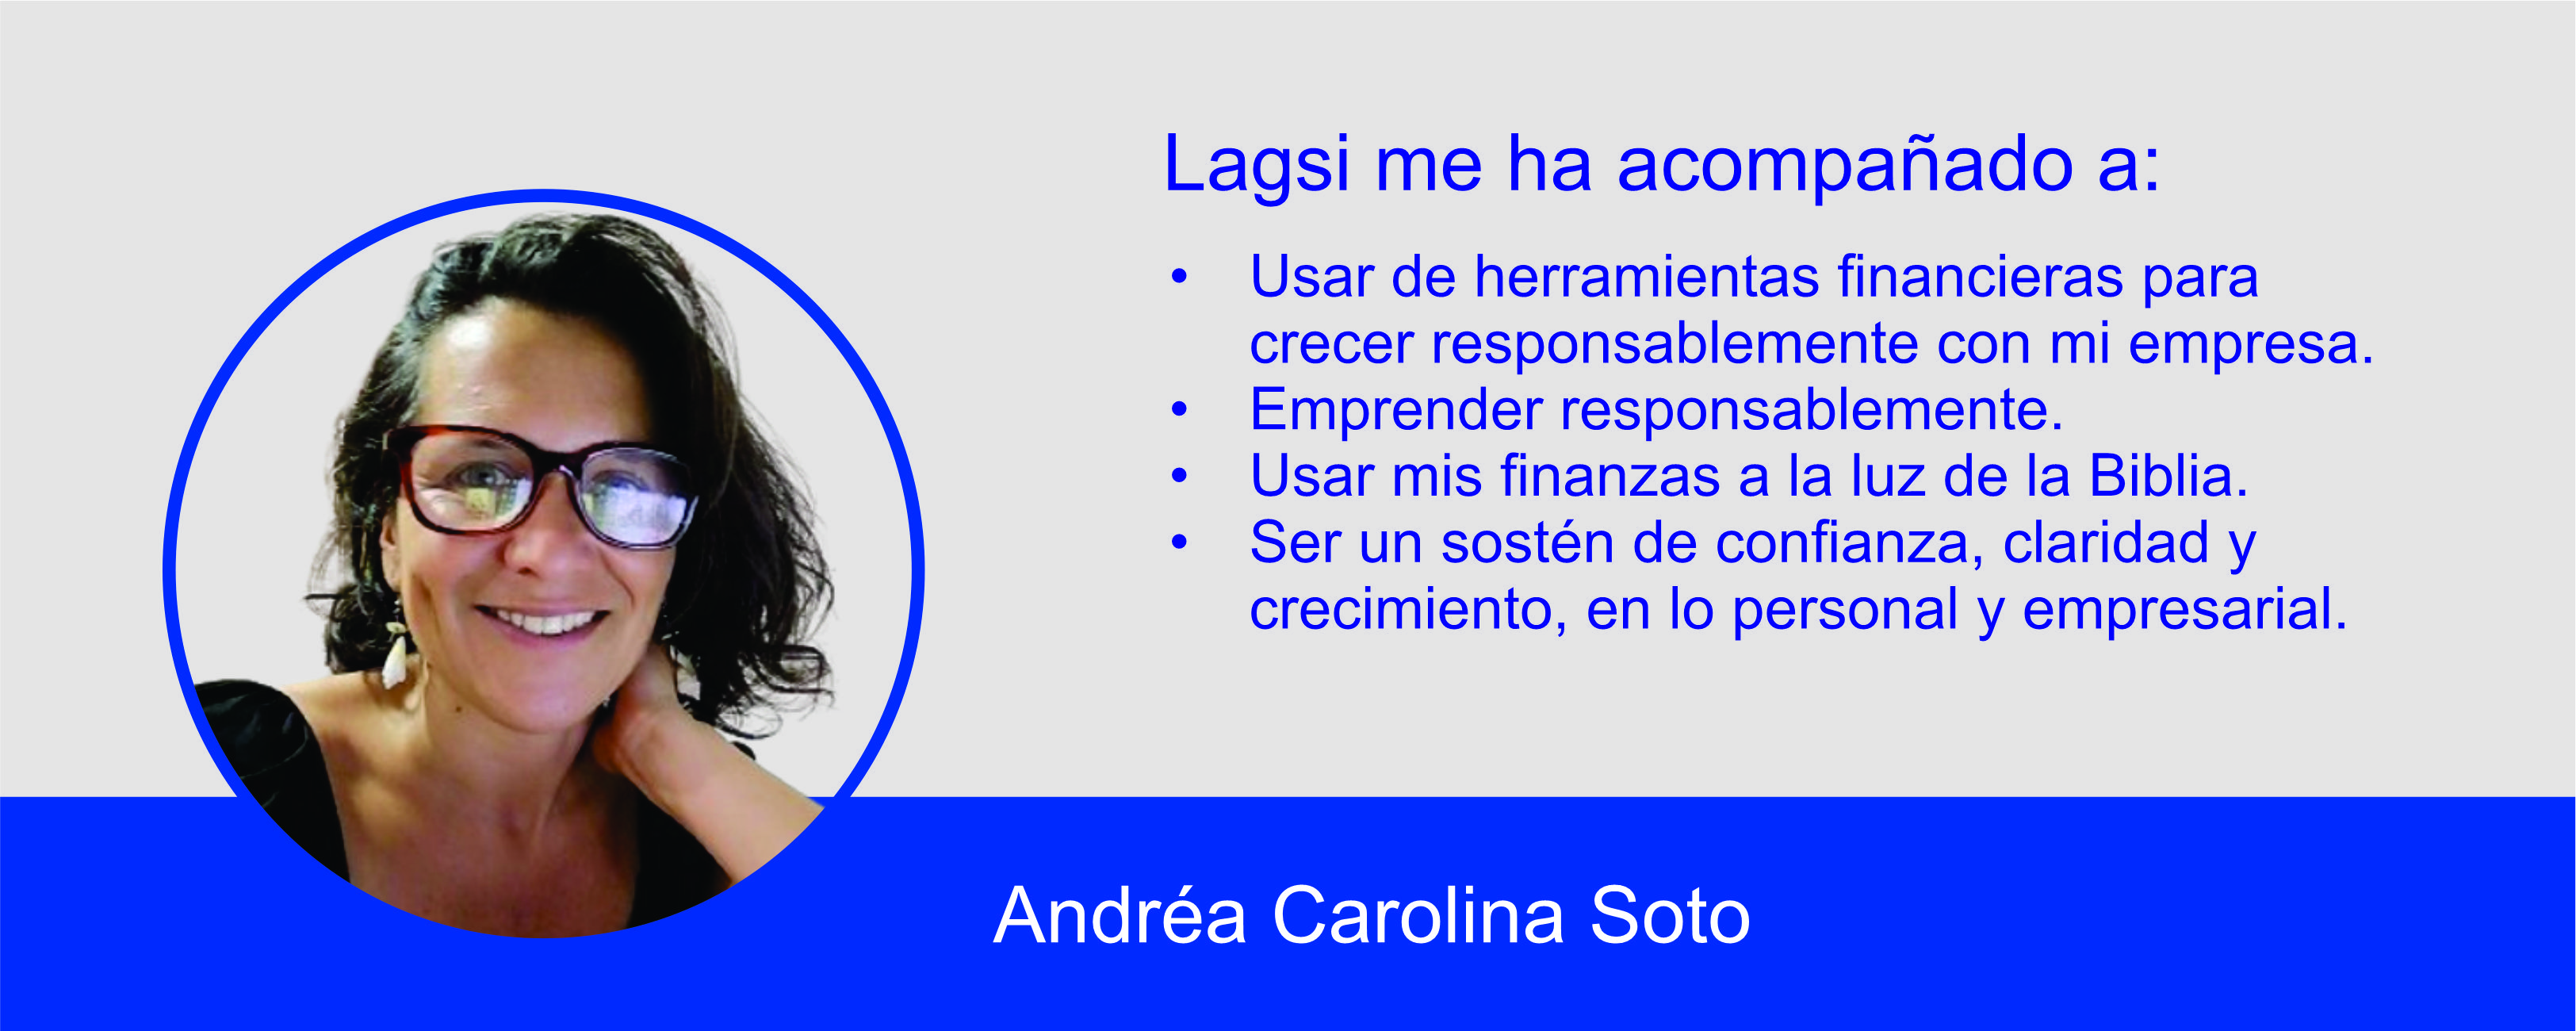 Lagsi me ha acompañado a:
• Usar de herramientas financieras para
crecer responsablemente con mi empresa.
• Emprender responsablemente.
• Usar mis finanzas a la luz de la Biblia.
• Ser un sostén de confianza, claridad y
crecimiento, en lo personal y empresarial.
Andréa Carolina Soto